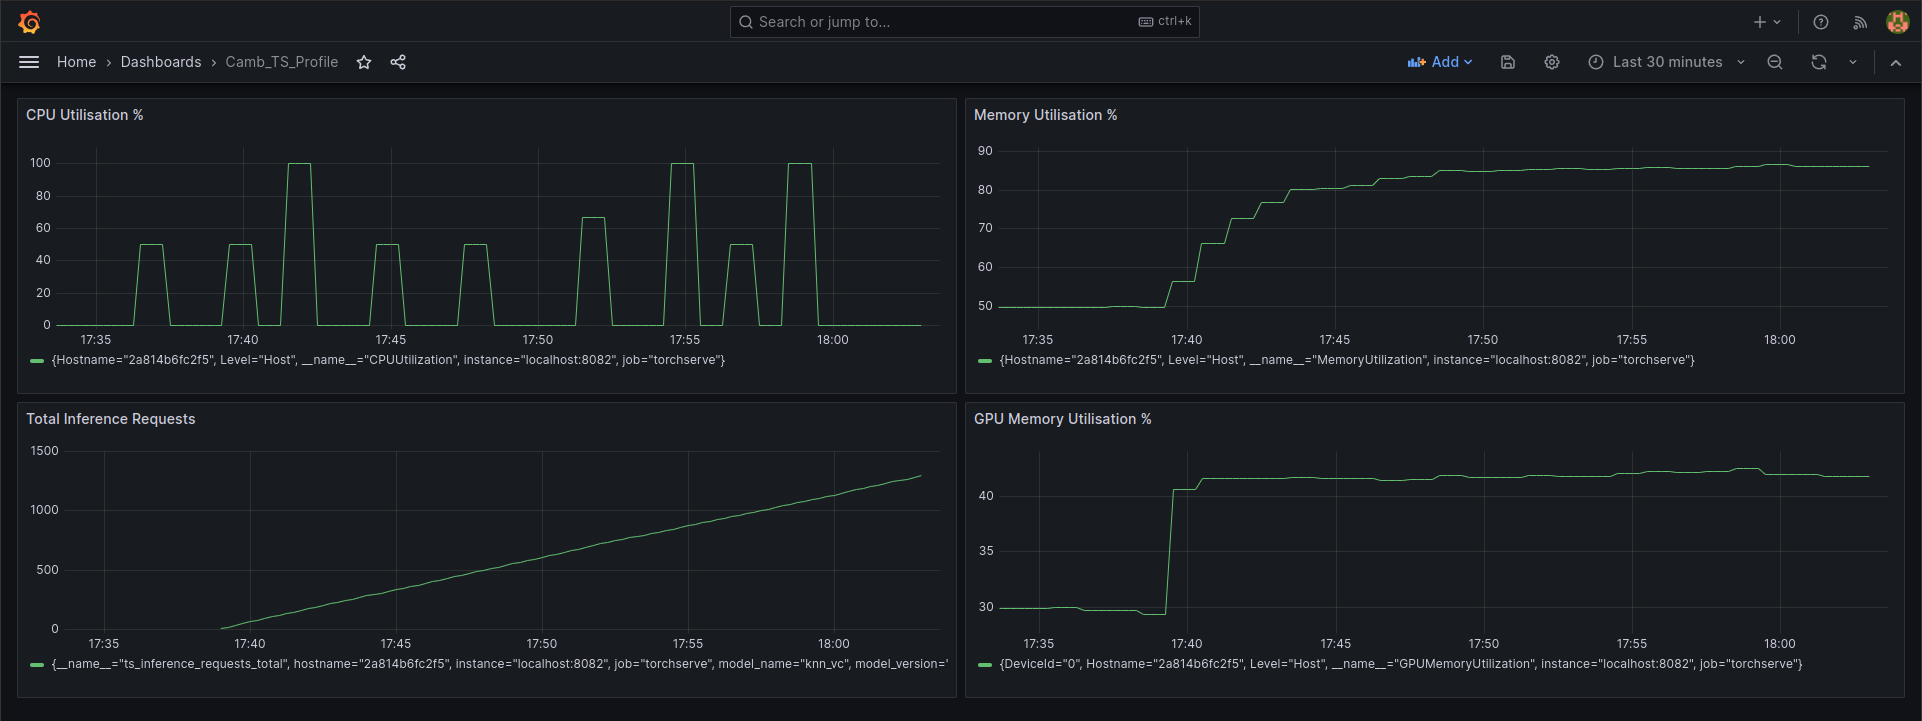 Search or jump to...
ctrl+k
Home › Dashboards › Camb_TS_Profile
Add
Last 30 minutes
CPU Utilisation %
100
80
60
40
20
0
17:35 17:40 17:45 17:50 17:55 18:00
{Hostname="2a814b6fc2f5", Level="Host", __name__="CPUUtilization", instance="localhost:8082", job="torchserve"}
Memory Utilisation %
90
80
70
60
50
17:35 17:40 17:45 17:50 17:55 18:00
{Hostname="2a814b6fc2f5", Level="Host", __name__="MemoryUtilization", instance="localhost:8082", job="torchserve"}
Total Inference Requests
1500
1000
500
0
17:35 17:40 17:45 17:50 17:55 18:00
{__name__="ts_inference_requests_total", hostname="2a814b6fc2f5", instance="localhost:8082", job="torchserve", model_name="knn_vc", model_version="
GPU Memory Utilisation %
40
35
30
17:35 17:40 17:45 17:50 17:55 18:00
{DeviceId="0", Hostname="2a814b6fc2f5", Level="Host", __name__="GPUMemoryUtilization", instance="localhost:8082", job="torchserve"}